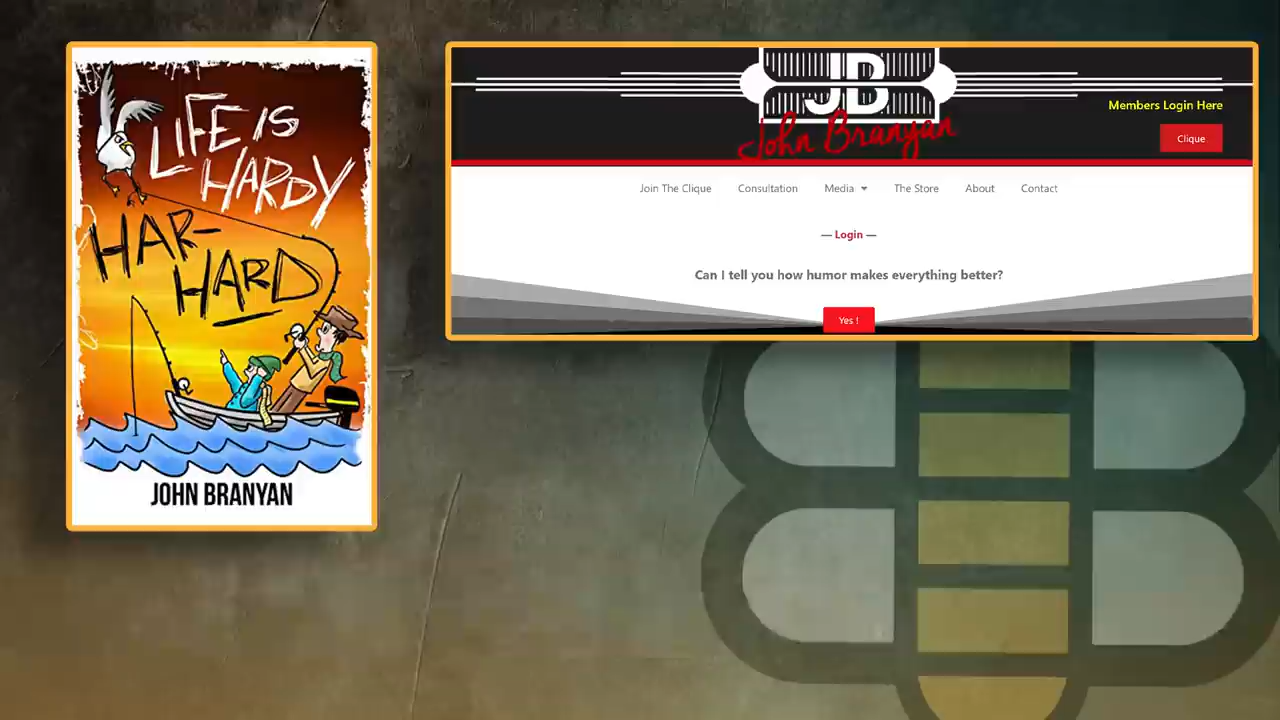 LIFE IS
HARDY
HAR-
HARD
JOHN BRANYAN
JB
John Branyan
Members Login Here
Clique
Join The Clique
Consultation
Media
The Store
About
Contact
— Login —
Can I tell you how humor makes everything better?
Yes !